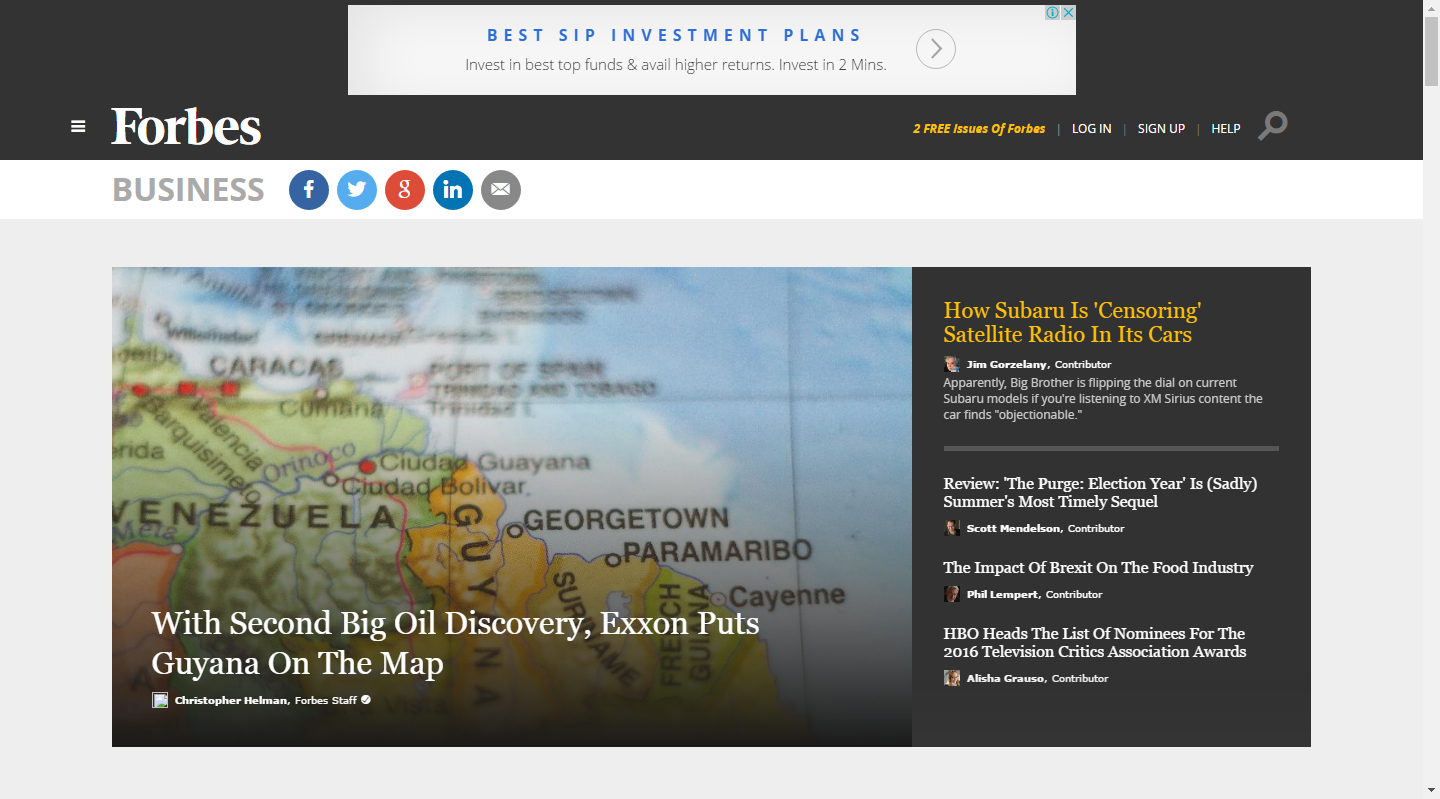 BEST SIP INVESTMENT PLANS
Invest in best top funds & avail higher returns. Invest in 2 Mins.
Forbes
2 FREE Issues Of Forbes | LOG IN | SIGN UP | HELP
BUSINESS
CARACAS
PORT OF SPAIN
TRINIDAD AND TOBAGO
Trinidad I.
Cumana
Valencia
Barquisimeto
erida
Orinoco
Ciudad Guayana
Ciudad Bolivar
VENEZUELA
Meta
GEORGETOWN
GUYANA
PARAMARIBO
SURINAME
FRENCH
GUIANA
Cayenne
With Second Big Oil Discovery, Exxon Puts
Guyana On The Map
Christopher Helman, Forbes Staff
How Subaru Is 'Censoring'
Satellite Radio In Its Cars
Jim Gorzelany, Contributor
Apparently, Big Brother is flipping the dial on current
Subaru models if you're listening to XM Sirius content the
car finds "objectionable."
Review: 'The Purge: Election Year' Is (Sadly)
Summer's Most Timely Sequel
Scott Mendelson, Contributor
The Impact Of Brexit On The Food Industry
Phil Lempert, Contributor
HBO Heads The List Of Nominees For The
2016 Television Critics Association Awards
Alisha Grauso, Contributor